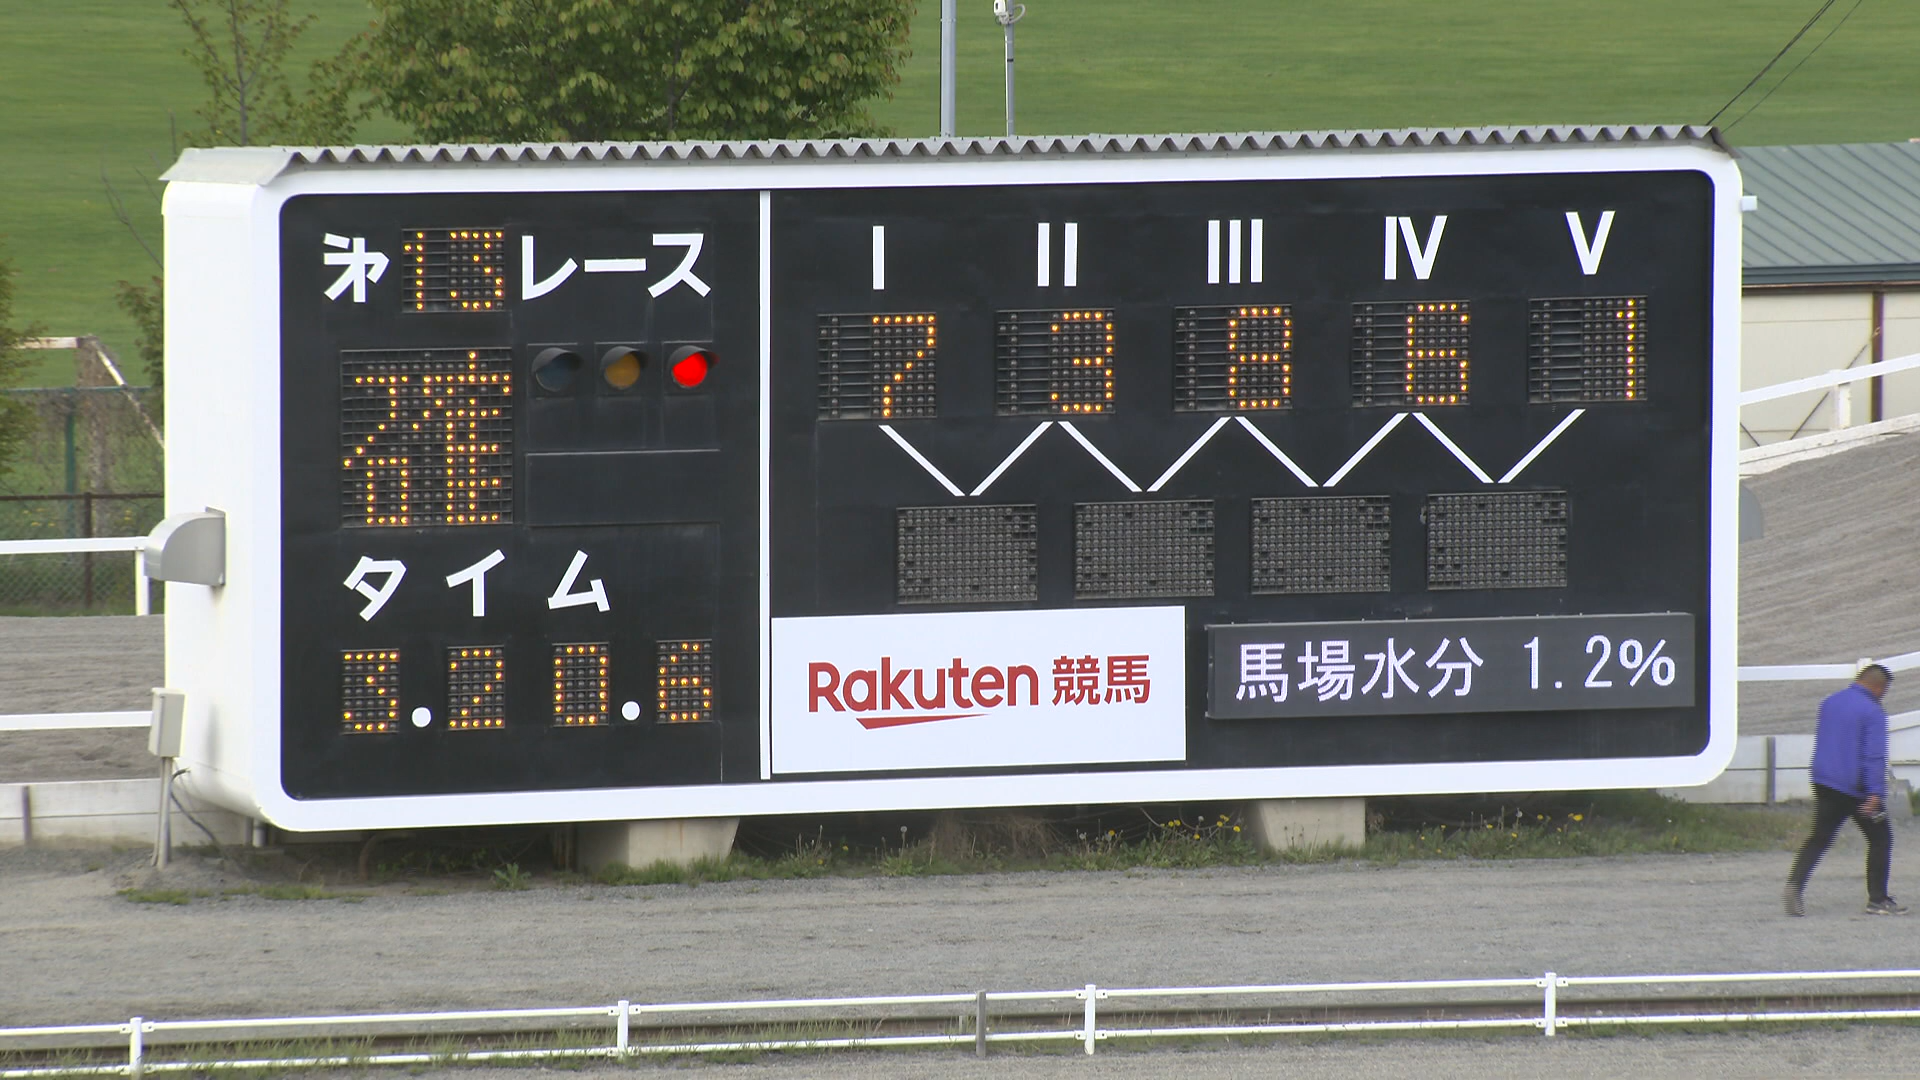 第13レース
確
タイム
3.20.6
I II III IV V
7 3 8 6 1
Rakuten 競馬
馬場水分 1.2%